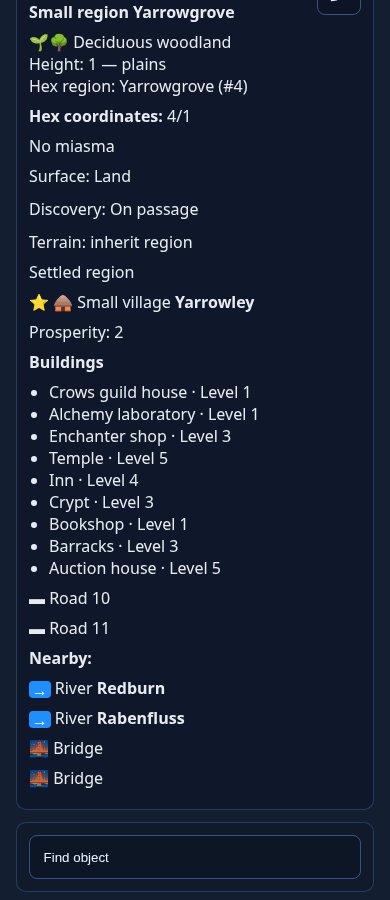 Small region Yarrowgrove
🌱🌳 Deciduous woodland
Height: 1 — plains
Hex region: Yarrowgrove (#4)
Hex coordinates: 4/1
No miasma
Surface: Land
Discovery: On passage
Terrain: inherit region
Settled region
⭐ 🛖 Small village Yarrowley
Prosperity: 2
Buildings
• Crows guild house · Level 1
• Alchemy laboratory · Level 1
• Enchanter shop · Level 3
• Temple · Level 5
• Inn · Level 4
• Crypt · Level 3
• Bookshop · Level 1
• Barracks · Level 3
• Auction house · Level 5
▬ Road 10
▬ Road 11
Nearby:
→ River Redburn
→ River Rabenfluss
🌉 Bridge
🌉 Bridge
Find object